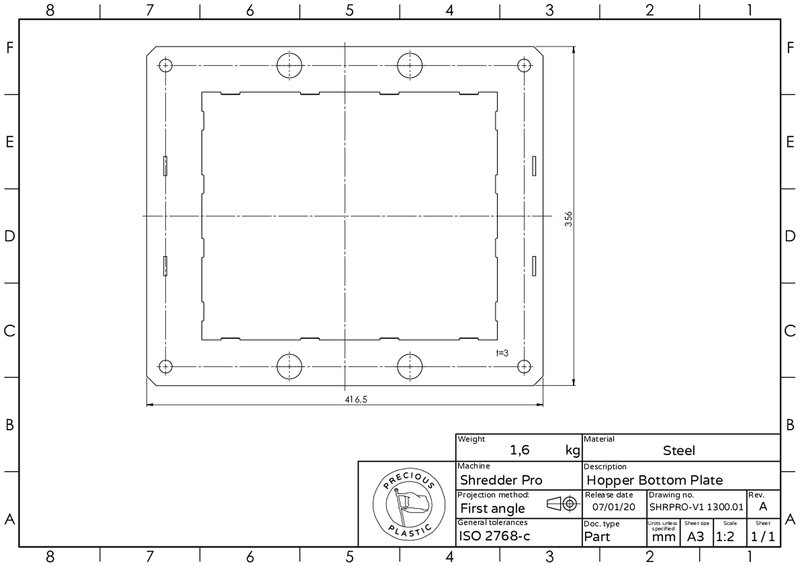 8 7 6 5 4 3 2 1
F F
E E
D D
C C
B B
A A
356
t=3
416.5
Weight
1,6 kg
Material
Steel
Machine
Shredder Pro
Description
Hopper Bottom Plate
Projection method:
First angle
Release date
07/01/20
Drawing no.
SHRPRO-V1 1300.01
Rev.
A
General tolerances
ISO 2768-c
Doc. type
Part
Units unless
specified
mm
Sheet size
A3
Scale
1:2
Sheet
1 / 1
PRECIOUS
PLASTIC
8 7 6 5 4 3 2 1